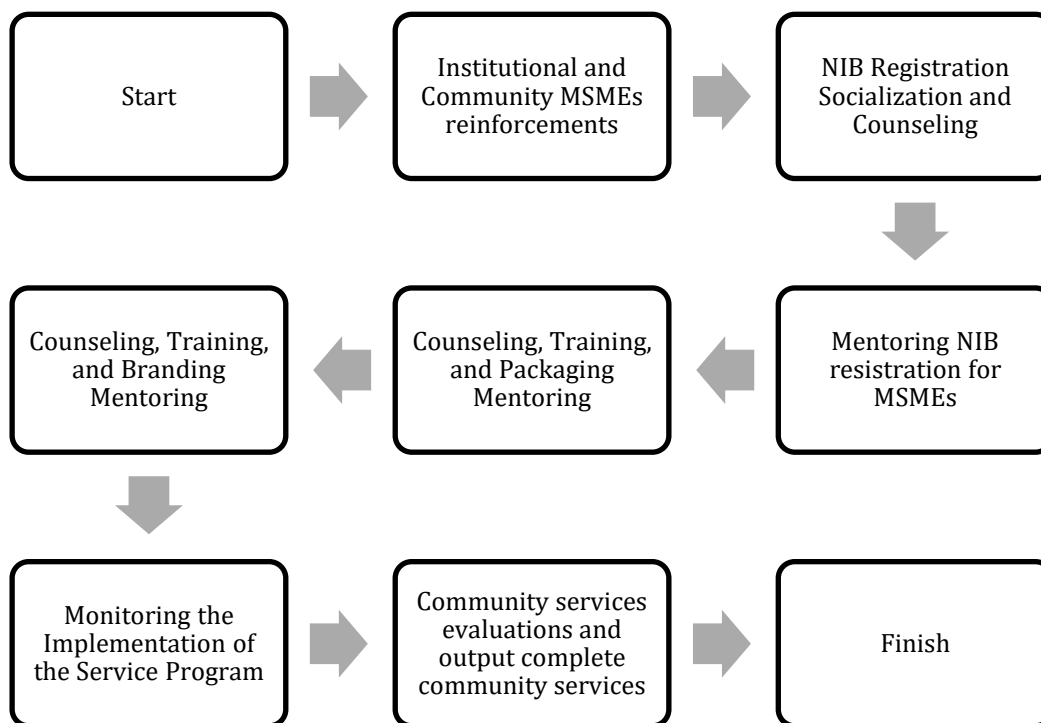 Start
Institutional and
Community MSMEs
reinforcements
NIB Registration
Socialization and
Counseling
Mentoring NIB
resistration for
MSMEs
Counseling, Training,
and Packaging
Mentoring
Counseling, Training,
and Branding
Mentoring
Monitoring the
Implementation of
the Service Program
Community services
evaluations and
output complete
community services
Finish